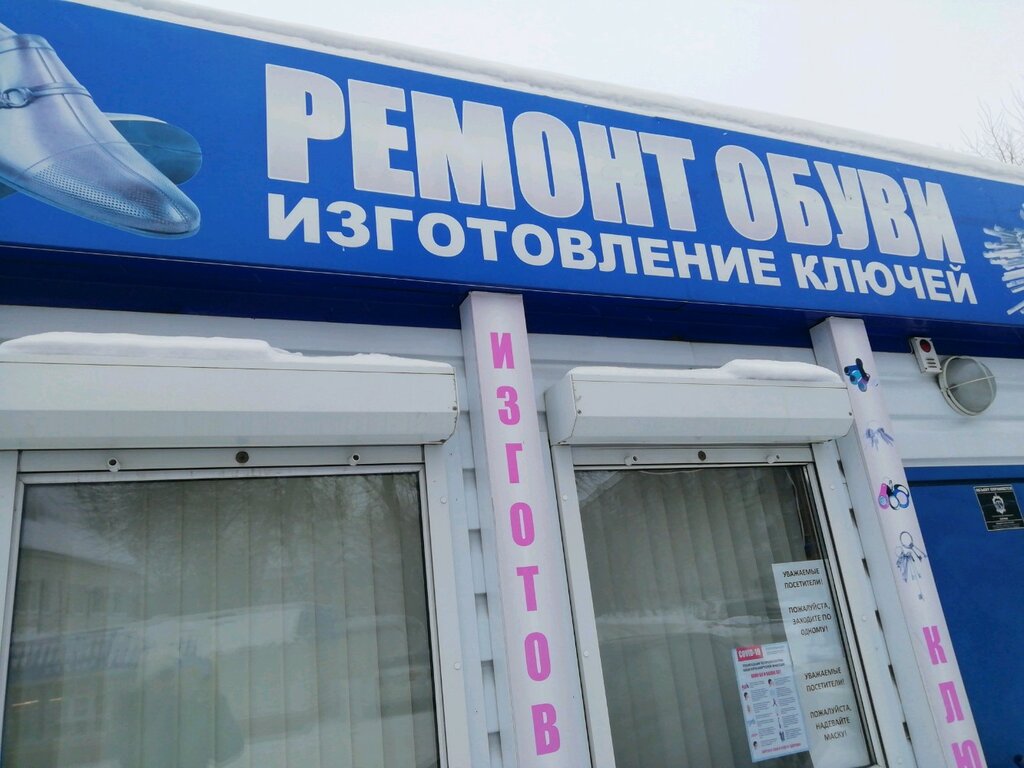 РЕМОНТ ОБУВИ
ИЗГОТОВЛЕНИЕ КЛЮЧЕЙ
ИЗГОТОВ
КЛЮ
УВАЖАЕМЫЕ
ПОСЕТИТЕЛИ!
ПОЖАЛУЙСТА,
ЗАХОДИТЕ ПО
ОДНОМУ!
УВАЖАЕМЫЕ
ПОСЕТИТЕЛИ!
ПОЖАЛУЙСТА,
НАДЕВАЙТЕ
МАСКУ!
COVID-19